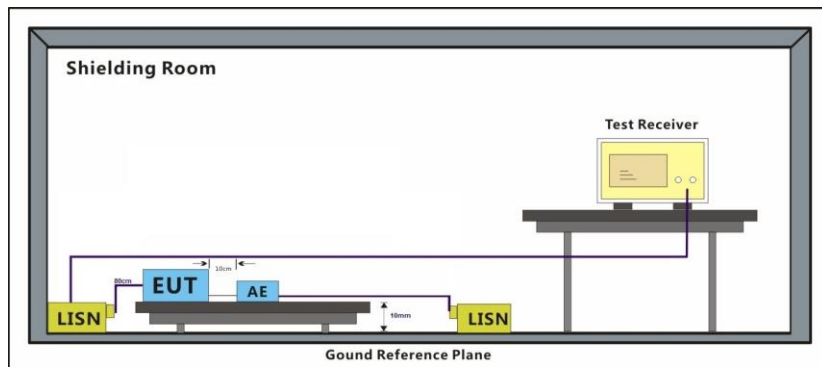 Shielding Room
Test Receiver
10cm
80cm
EUT
AE
LISN
10mm
LISN
Gound Reference Plane